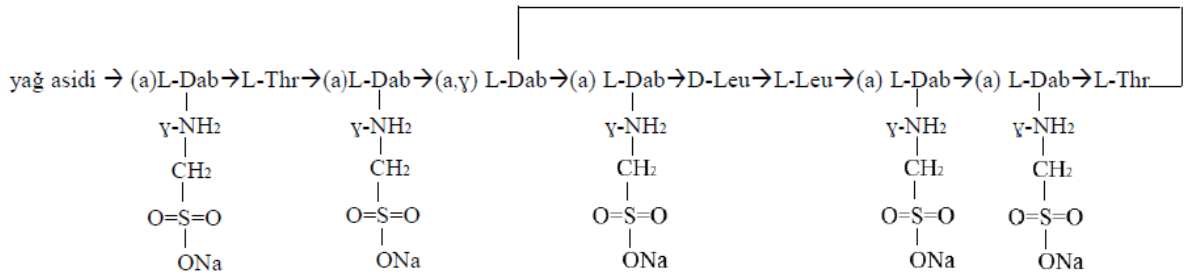 yağ asidi → (a)L-Dab→L-Thr→(a)L-Dab→(a,ɣ) L-Dab→(a) L-Dab→D-Leu→L-Leu→(a) L-Dab→(a) L-Dab→L-Thr
ɣ-NH₂ ɣ-NH₂ ɣ-NH₂ ɣ-NH₂ ɣ-NH₂
CH₂ CH₂ CH₂ CH₂ CH₂
O=S=O O=S=O O=S=O O=S=O O=S=O
ONa ONa ONa ONa ONa